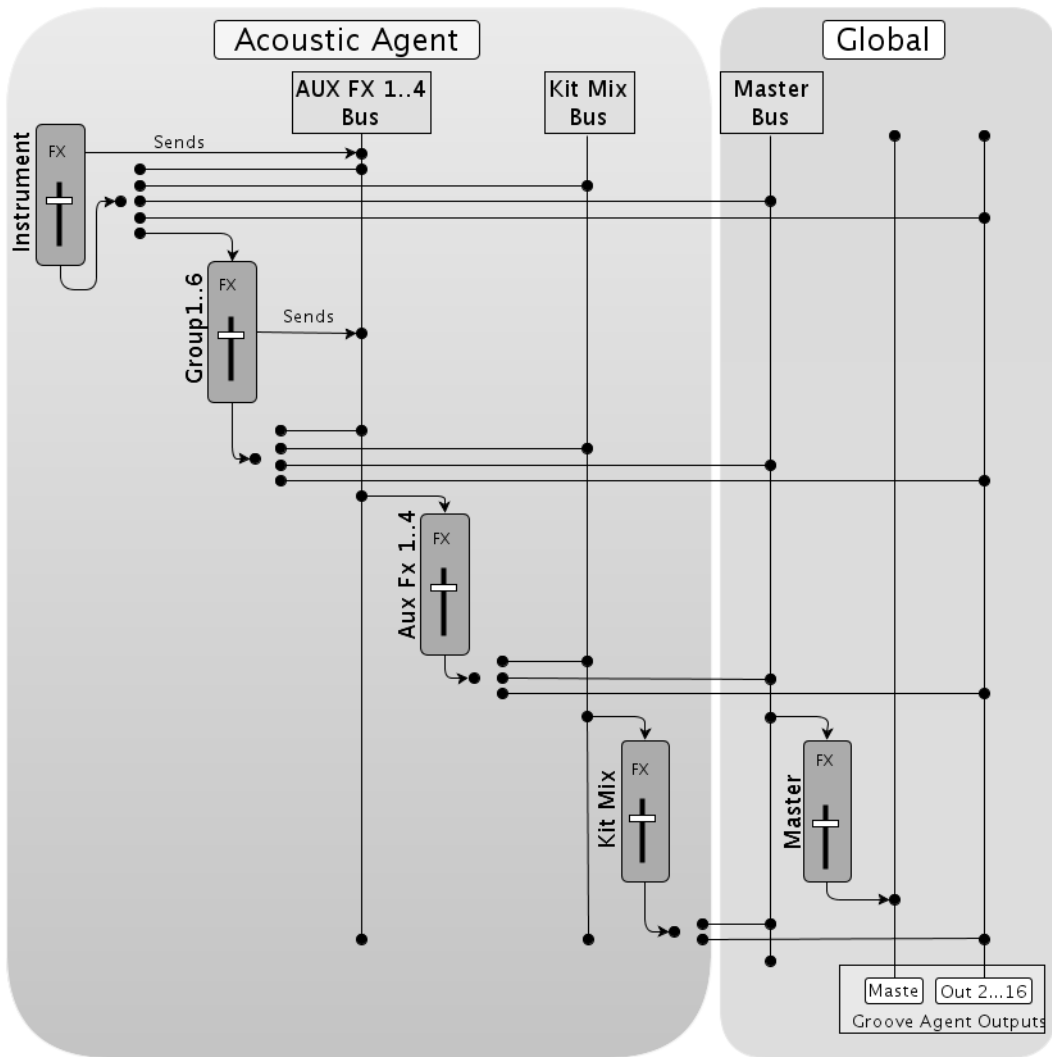 Acoustic Agent
Global
AUX FX 1..4
Bus
Kit Mix
Bus
Master
Bus
Instrument
FX
Sends
Group1..6
FX
Sends
Aux Fx 1..4
FX
Kit Mix
FX
Master
FX
Maste
Out 2...16
Groove Agent Outputs